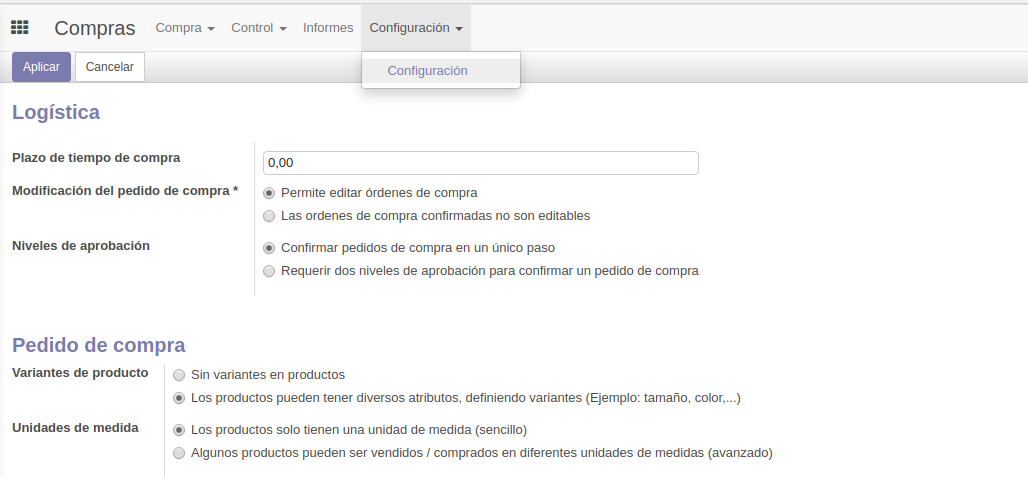 Compras Compra Control Informes Configuración
Aplicar Cancelar Configuración
Logística
Plazo de tiempo de compra 0,00
Modificación del pedido de compra * Permite editar órdenes de compra
Las ordenes de compra confirmadas no son editables
Niveles de aprobación Confirmar pedidos de compra en un único paso
Requerir dos niveles de aprobación para confirmar un pedido de compra
Pedido de compra
Variantes de producto Sin variantes en productos
Los productos pueden tener diversos atributos, definiendo variantes (Ejemplo: tamaño, color,...)
Unidades de medida Los productos solo tienen una unidad de medida (sencillo)
Algunos productos pueden ser vendidos / comprados en diferentes unidades de medidas (avanzado)